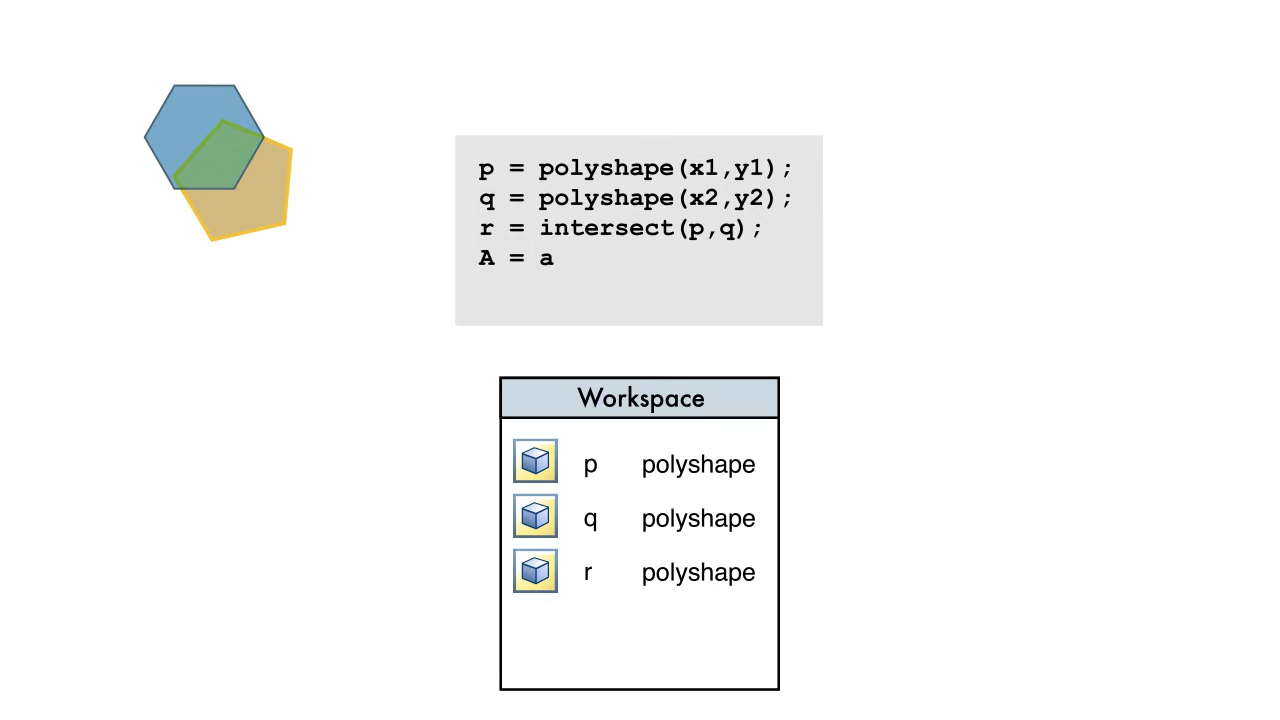 p = polyshape(x1,y1);
q = polyshape(x2,y2);
r = intersect(p,q);
A = a
Workspace
p polyshape
q polyshape
r polyshape